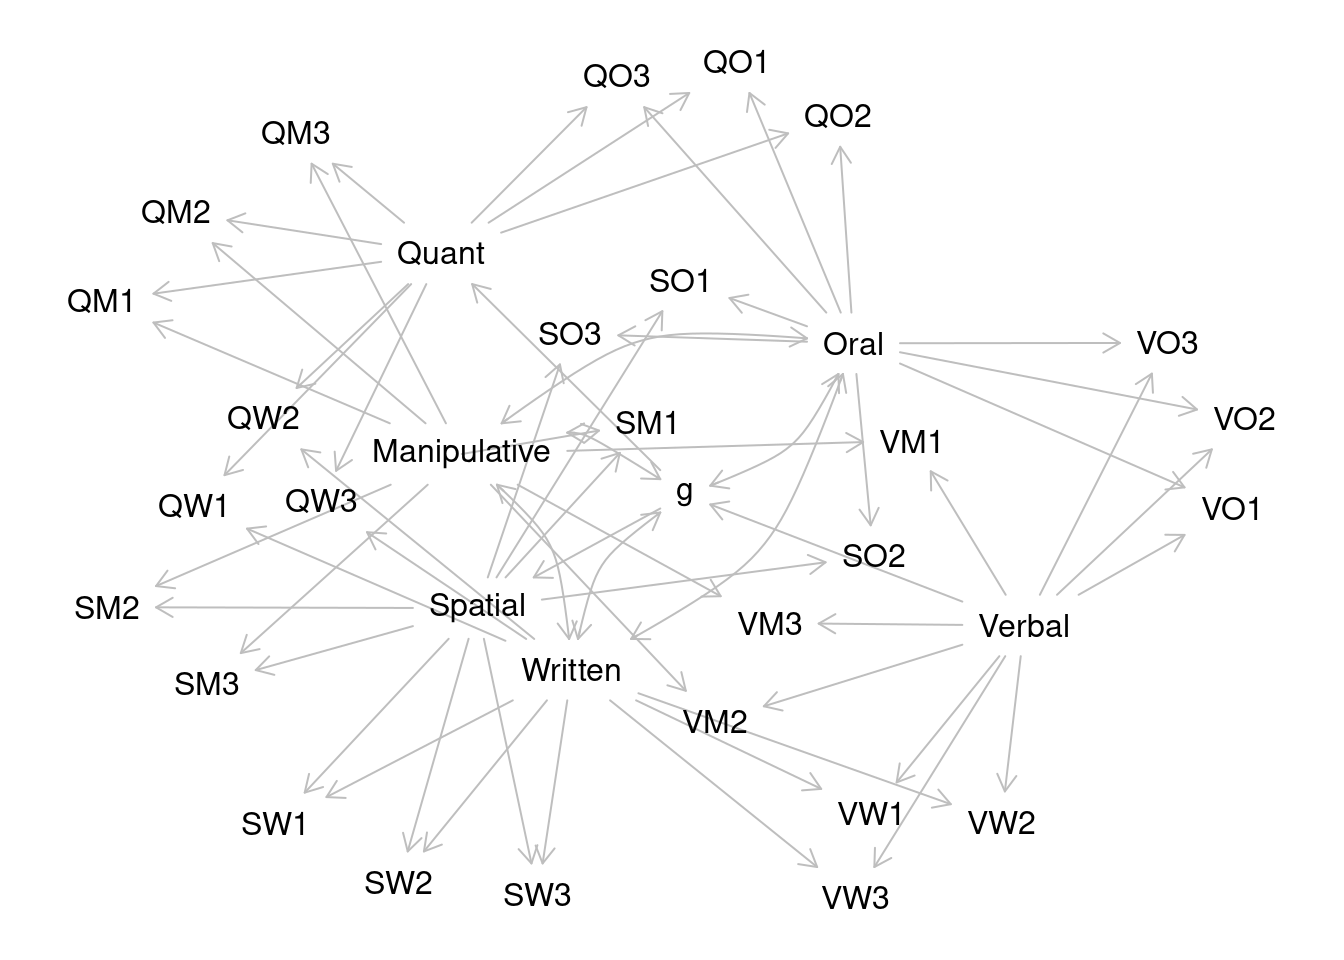 QO1
QO3
QO2
QM3
QM2
Quant
SO1
QM1
SO3
Oral
VO3
QW2
SM1
VO2
Manipulative
VM1
g
QW1
QW3
VO1
SO2
SM2
Spatial
VM3
Verbal
Written
SM3
VM2
VW1
SW1
VW2
SW2
SW3
VW3